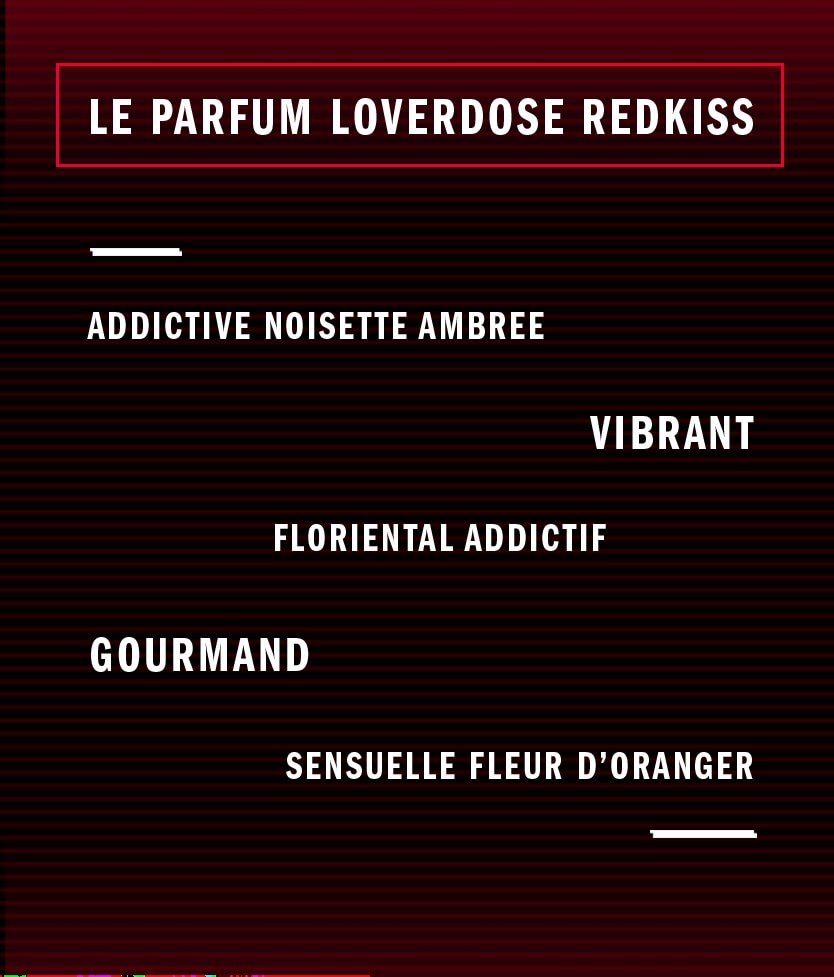 LE PARFUM LOVERDOSE REDKISS
ADDICTIVE NOISETTE AMBREE
VIBRANT
FLORIENTAL ADDICTIF
GOURMAND
SENSUELLE FLEUR D’ORANGER